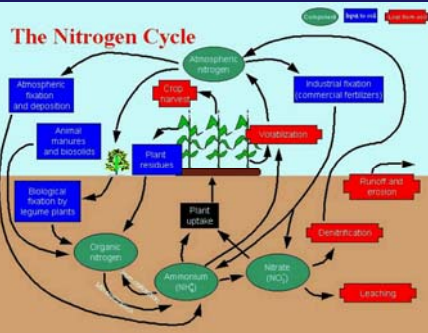 Component
Input to soil
Loss from soil
The Nitrogen Cycle
Atmospheric
nitrogen
Atmospheric
fixation
and deposition
Crop
harvest
Industrial fixation
(commercial fertilizers)
Animal
manures
and biosolids
Plant
residues
Volatilization
Runoff and
erosion
Biological
fixation by
legume plants
Plant
uptake
Denitrification
Organic
nitrogen
Ammonium
(NH4+)
Nitrate
(NO3-)
Leaching